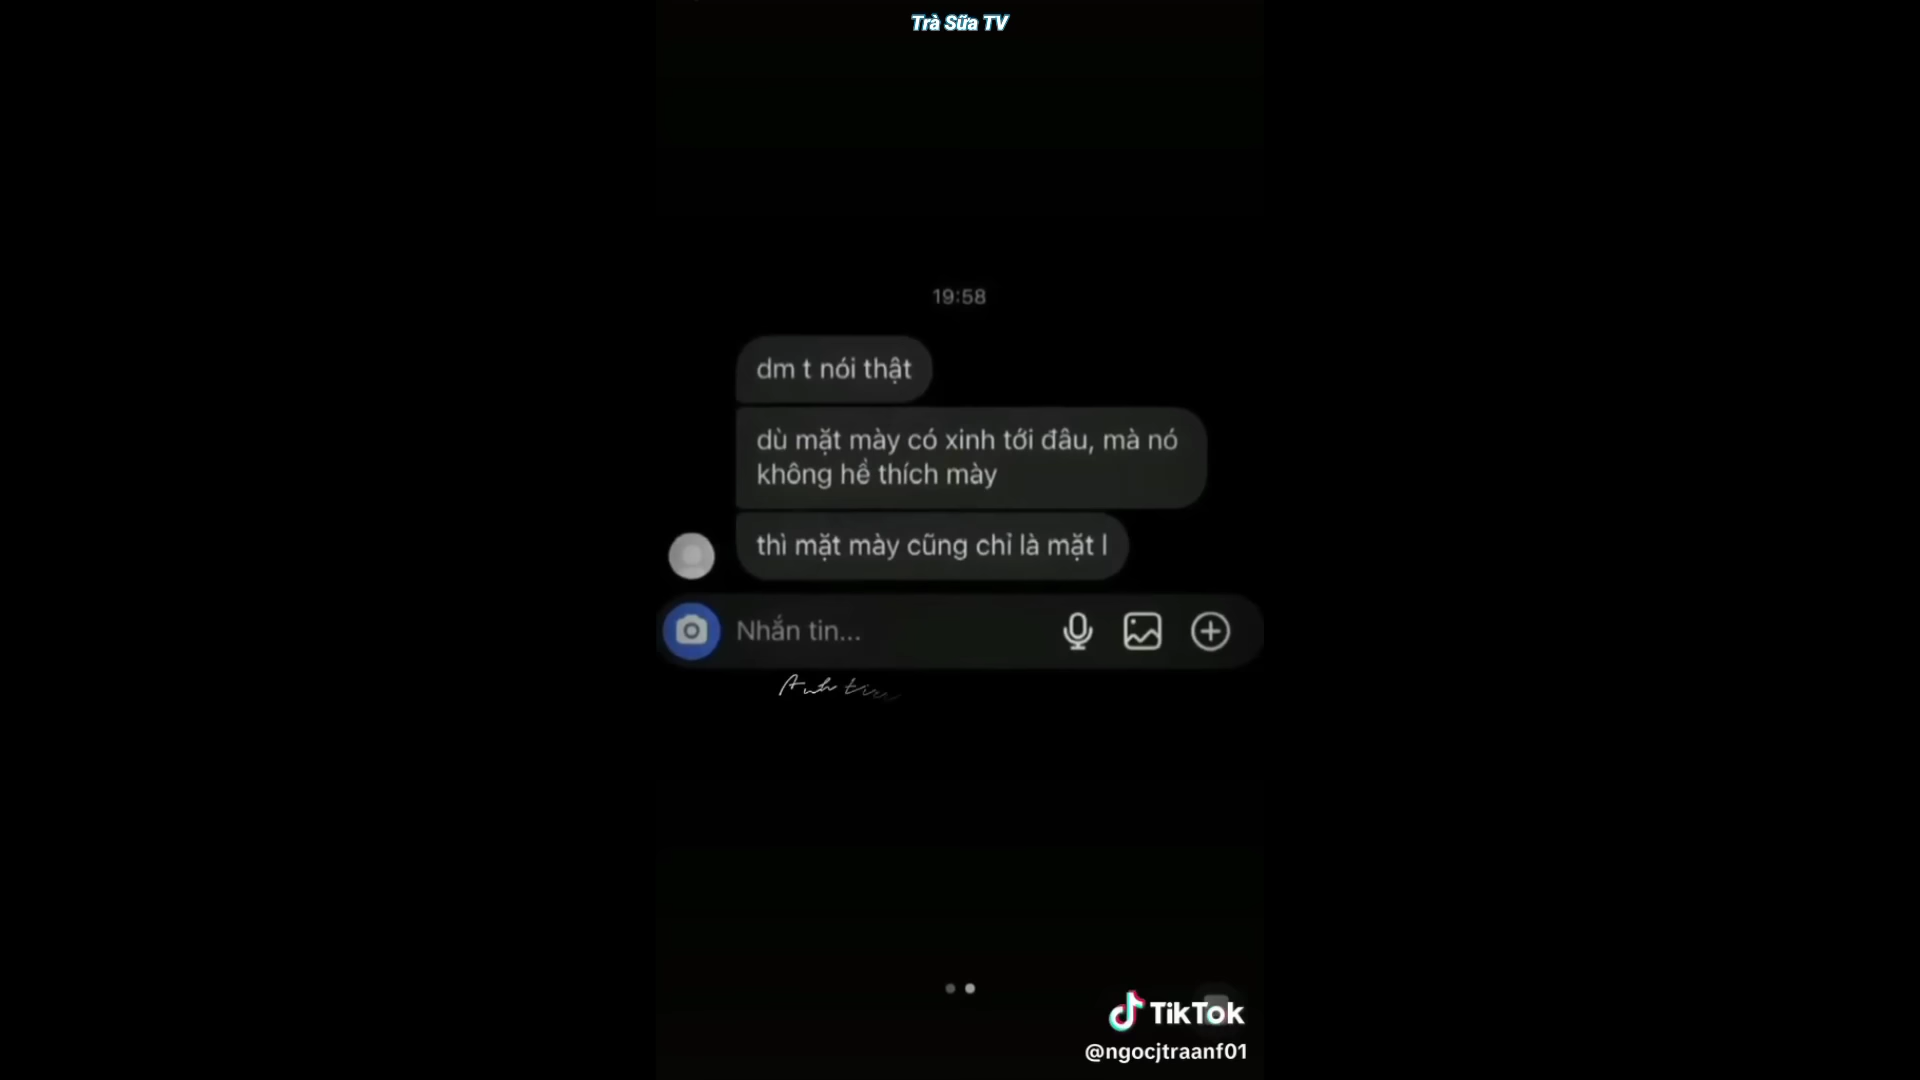 Trà Sữa TV
19:58
dm t nói thật
dù mặt mày có xinh tới đâu, mà nó
không hề thích mày
thì mặt mày cũng chỉ là mặt l
Nhắn tin...
Anh
TikTok
@ngocjtraanf01